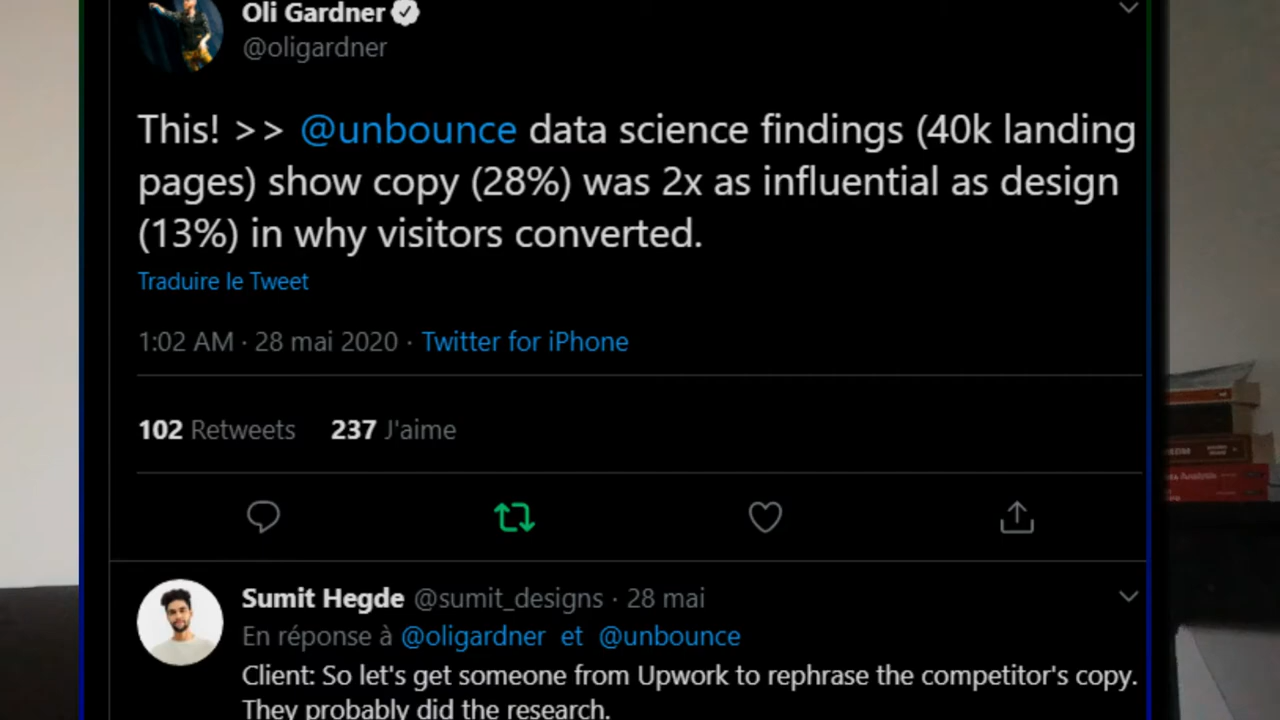 Oli Gardner
@oligardner
This! >> @unbounce data science findings (40k landing
pages) show copy (28%) was 2x as influential as design
(13%) in why visitors converted.
Traduire le Tweet
1:02 AM · 28 mai 2020 · Twitter for iPhone
102 Retweets 237 J'aime
Sumit Hegde @sumit_designs · 28 mai
En réponse à @oligardner et @unbounce
Client: So let's get someone from Upwork to rephrase the competitor's copy.
They probably did the research.